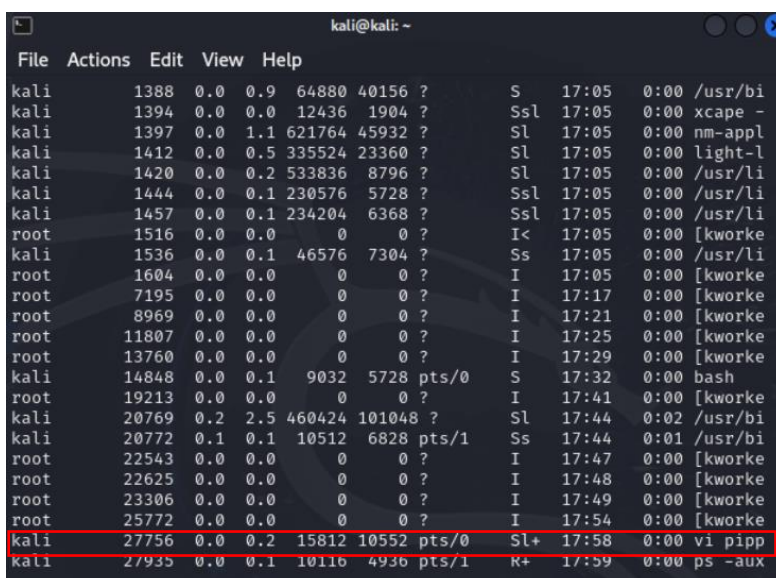 kali@kali: ~
File Actions Edit View Help
kali 1388 0.0 0.9 64880 40156 ? S 17:05 0:00 /usr/bi
kali 1394 0.0 0.0 12436 1904 ? Ssl 17:05 0:00 xcape -
kali 1397 0.0 1.1 621764 45932 ? Sl 17:05 0:00 nm-appl
kali 1412 0.0 0.5 335524 23360 ? Sl 17:05 0:00 light-l
kali 1420 0.0 0.2 533836 8796 ? Sl 17:05 0:00 /usr/li
kali 1444 0.0 0.1 230576 5728 ? Ssl 17:05 0:00 /usr/li
kali 1457 0.0 0.1 234204 6368 ? Ssl 17:05 0:00 /usr/li
root 1516 0.0 0.0 0 0 ? I< 17:05 0:00 [kworke
kali 1536 0.0 0.1 46576 7304 ? Ss 17:05 0:00 /usr/li
root 1604 0.0 0.0 0 0 ? I 17:05 0:00 [kworke
root 7195 0.0 0.0 0 0 ? I 17:17 0:00 [kworke
root 8969 0.0 0.0 0 0 ? I 17:21 0:00 [kworke
root 11807 0.0 0.0 0 0 ? I 17:25 0:00 [kworke
root 13760 0.0 0.0 0 0 ? I 17:29 0:00 [kworke
kali 14848 0.0 0.1 9032 5728 pts/0 S 17:32 0:00 bash
root 19213 0.0 0.0 0 0 ? I 17:41 0:00 [kworke
kali 20769 0.2 2.5 460424 101048 ? Sl 17:44 0:02 /usr/bi
kali 20772 0.1 0.1 10512 6828 pts/1 Ss 17:44 0:01 /usr/bi
root 22543 0.0 0.0 0 0 ? I 17:47 0:00 [kworke
root 22625 0.0 0.0 0 0 ? I 17:48 0:00 [kworke
root 23306 0.0 0.0 0 0 ? I 17:49 0:00 [kworke
root 25772 0.0 0.0 0 0 ? I 17:54 0:00 [kworke
kali 27756 0.0 0.2 15812 10552 pts/0 Sl+ 17:58 0:00 vi pipp
kali 27935 0.0 0.1 10116 4936 pts/1 R+ 17:59 0:00 ps -aux